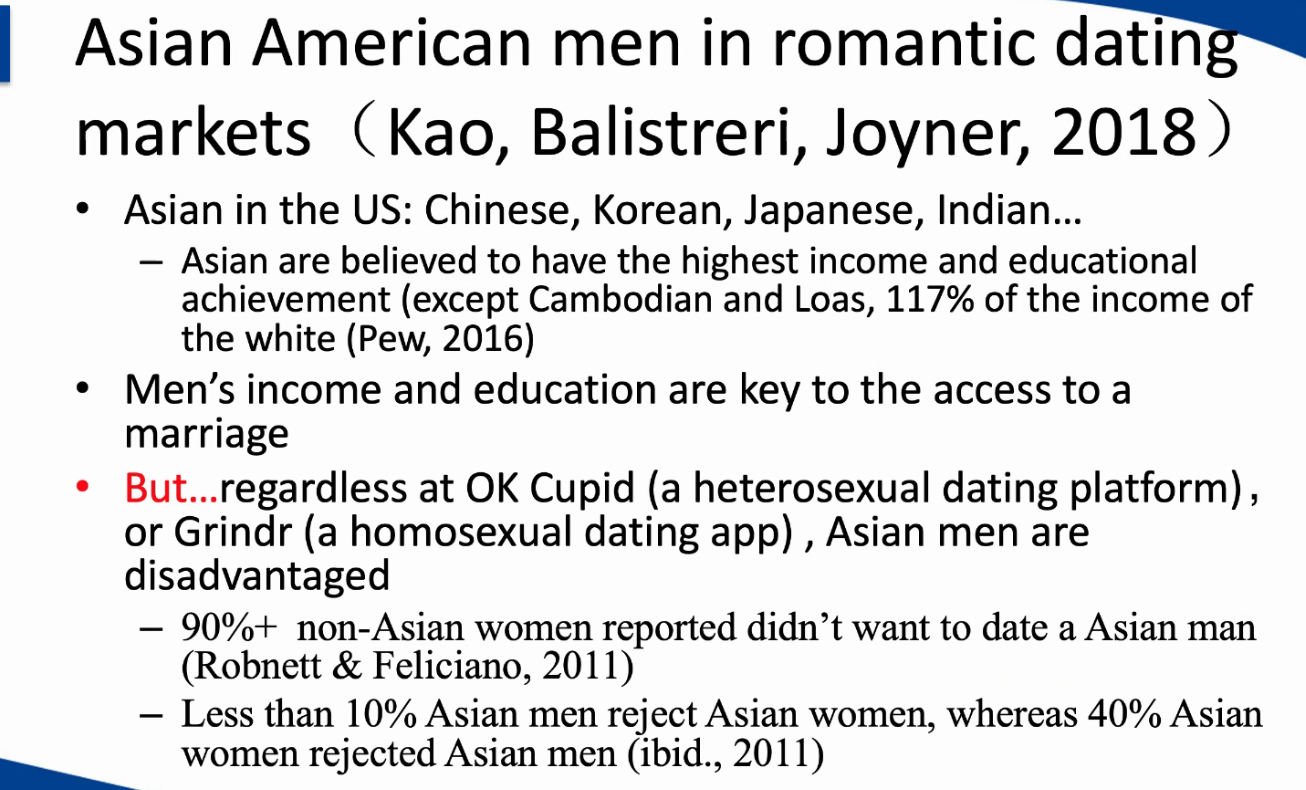 Asian American men in romantic dating
markets（Kao, Balistreri, Joyner, 2018）
• Asian in the US: Chinese, Korean, Japanese, Indian…
– Asian are believed to have the highest income and educational
achievement (except Cambodian and Loas, 117% of the income of
the white (Pew, 2016)
• Men’s income and education are key to the access to a
marriage
• But…regardless at OK Cupid (a heterosexual dating platform)，
or Grindr (a homosexual dating app) , Asian men are
disadvantaged
– 90%+  non-Asian women reported didn’t want to date a Asian man
(Robnett & Feliciano, 2011)
– Less than 10% Asian men reject Asian women, whereas 40% Asian
women rejected Asian men (ibid., 2011)